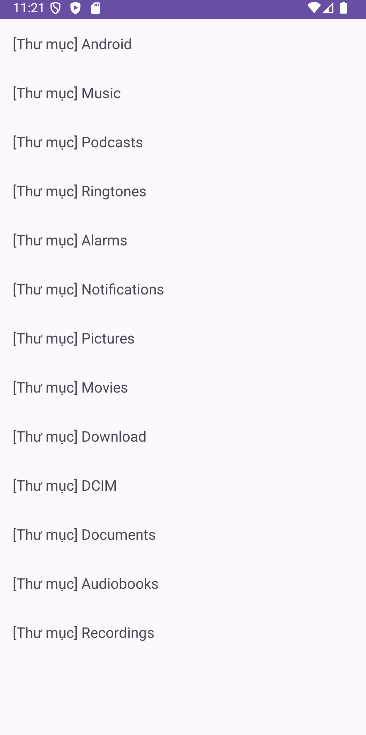 11:21
[Thư mục] Android
[Thư mục] Music
[Thư mục] Podcasts
[Thư mục] Ringtones
[Thư mục] Alarms
[Thư mục] Notifications
[Thư mục] Pictures
[Thư mục] Movies
[Thư mục] Download
[Thư mục] DCIM
[Thư mục] Documents
[Thư mục] Audiobooks
[Thư mục] Recordings